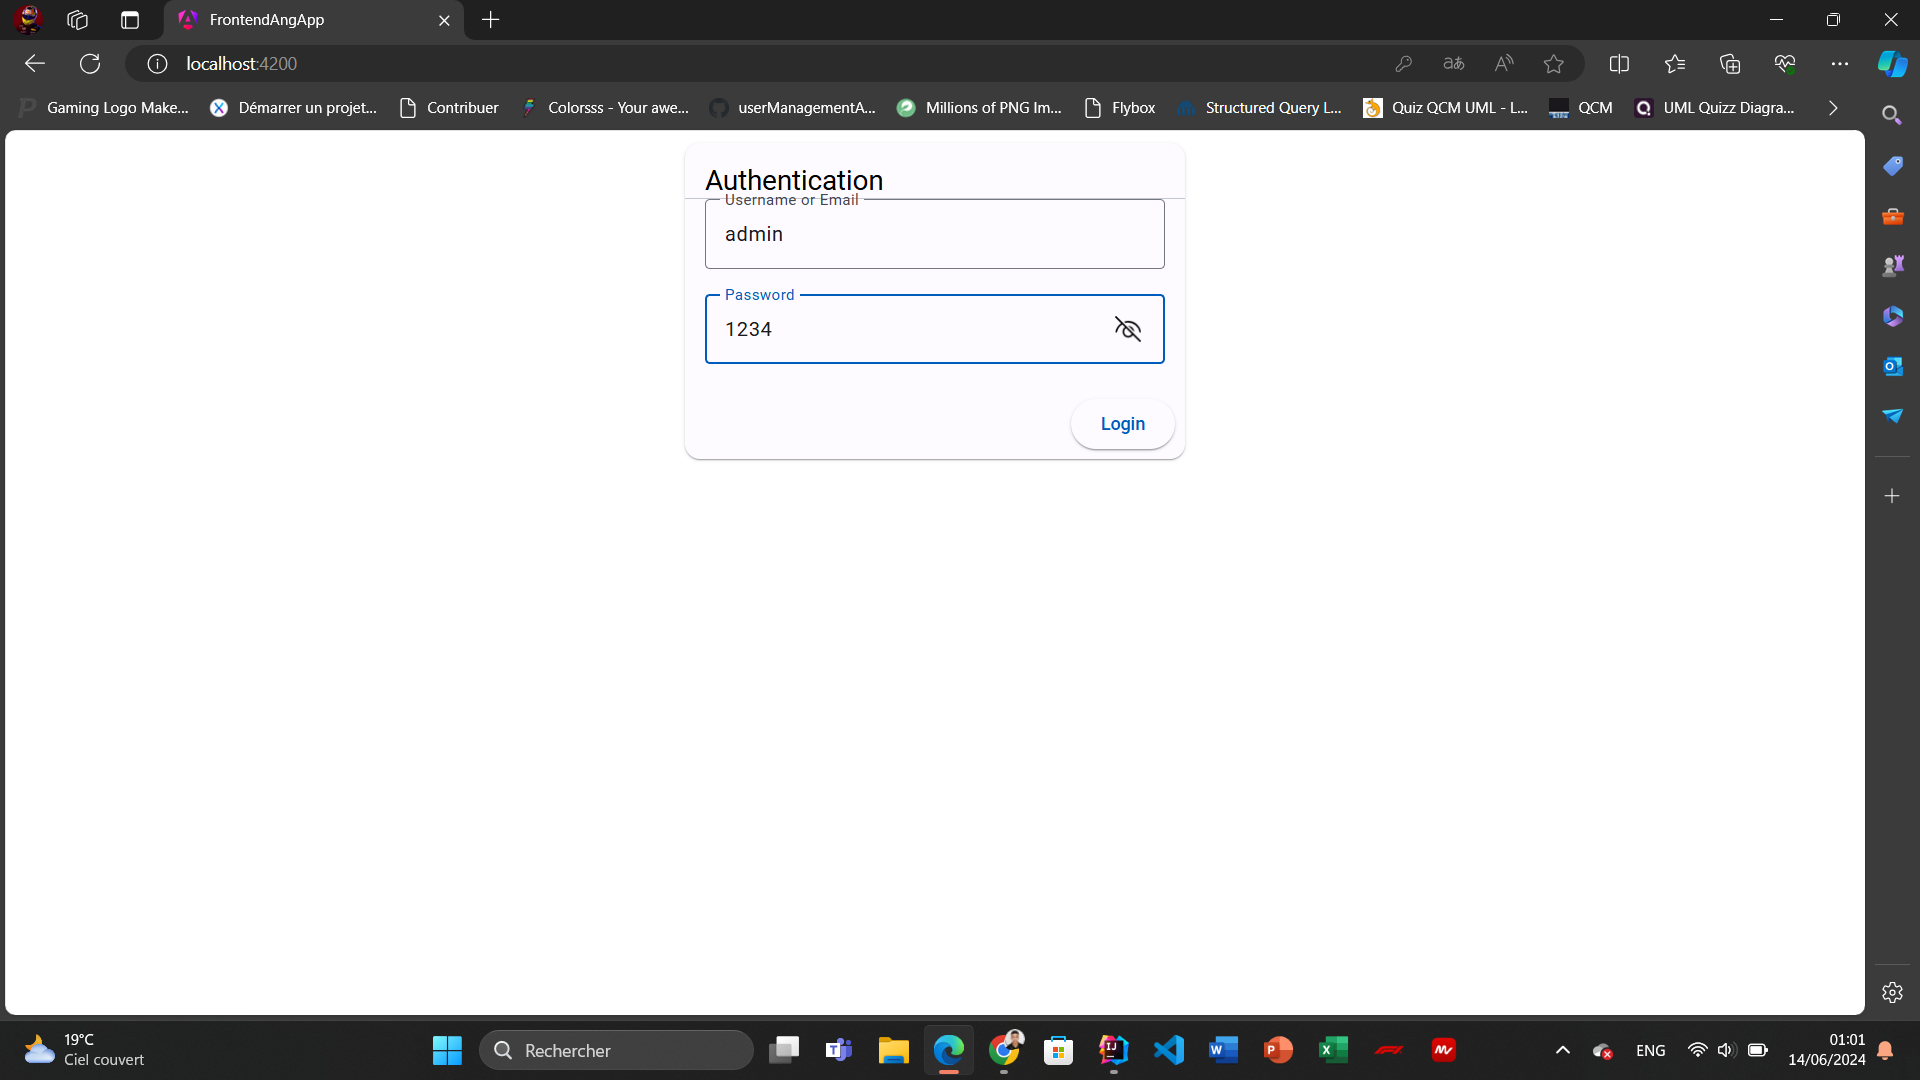 FrontendAngApp
localhost:4200
Gaming Logo Make... Démarrer un projet... Contribuer Colorsss - Your awe... userManagementA... Millions of PNG Im... Flybox Structured Query L... Quiz QCM UML - L... QCM UML Quizz Diagra...
Authentication
Username or Email
admin
Password
1234
Login
19°C
Ciel couvert
Rechercher
ENG
01:01
14/06/2024